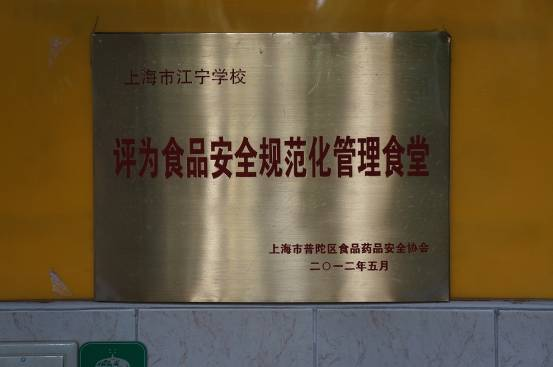 上海市江宁学校
评为食品安全规范化管理食堂
上海市普陀区食品药品安全协会
二〇一二年五月